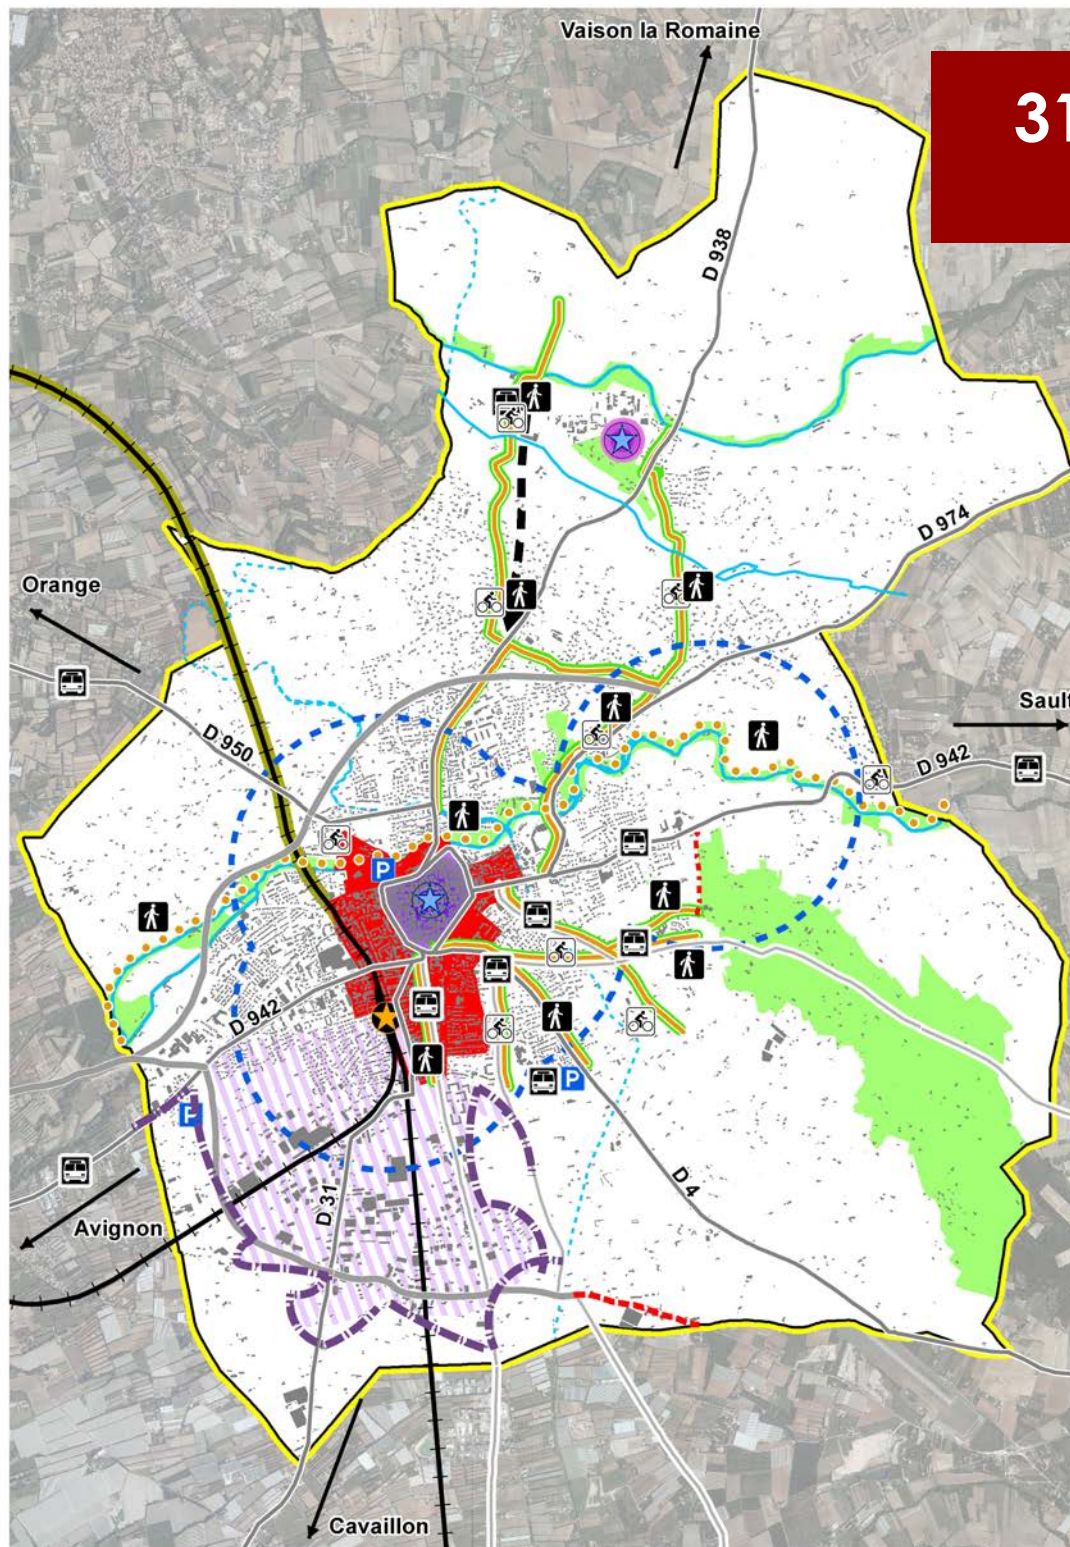 Vaison la Romaine
31
D 938
D 974
Orange
Sault
D 950
D 942
P
D 942
P
P
D 4
D 31
Avignon
Cavaillon